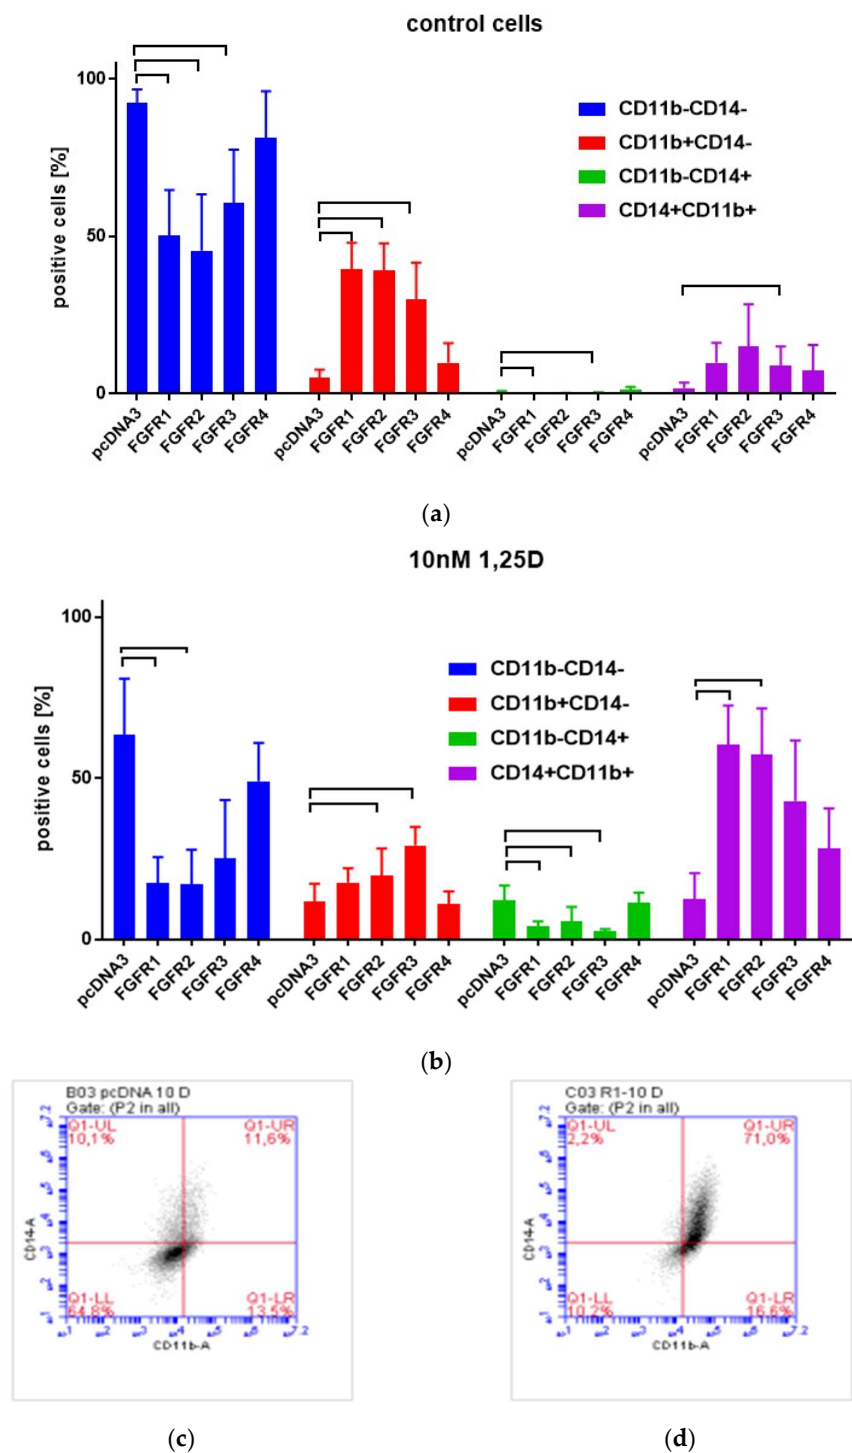 control cells
100
50
0
positive cells [%]
CD11b-CD14-
CD11b+CD14-
CD11b-CD14+
CD14+CD11b+
pcDNA3 FGFR1 FGFR2 FGFR3 FGFR4 pcDNA3 FGFR1 FGFR2 FGFR3 FGFR4 pcDNA3 FGFR1 FGFR2 FGFR3 FGFR4 pcDNA3 FGFR1 FGFR2 FGFR3 FGFR4
(a)
10nM 1,25D
100
50
0
positive cells [%]
CD11b-CD14-
CD11b+CD14-
CD11b-CD14+
CD14+CD11b+
pcDNA3 FGFR1 FGFR2 FGFR3 FGFR4 pcDNA3 FGFR1 FGFR2 FGFR3 FGFR4 pcDNA3 FGFR1 FGFR2 FGFR3 FGFR4 pcDNA3 FGFR1 FGFR2 FGFR3 FGFR4
(b)
B03 pcDNA 10 D
Gate: (P2 in all)
Q1-UL
10,1%
Q1-UR
11,6%
Q1-LL
64,8%
Q1-LR
13,5%
CD14-A
CD11b-A
(c)
C03 R1-10 D
Gate: (P2 in all)
Q1-UL
2,2%
Q1-UR
71,0%
Q1-LL
10,2%
Q1-LR
16,6%
CD14-A
CD11b-A
(d)